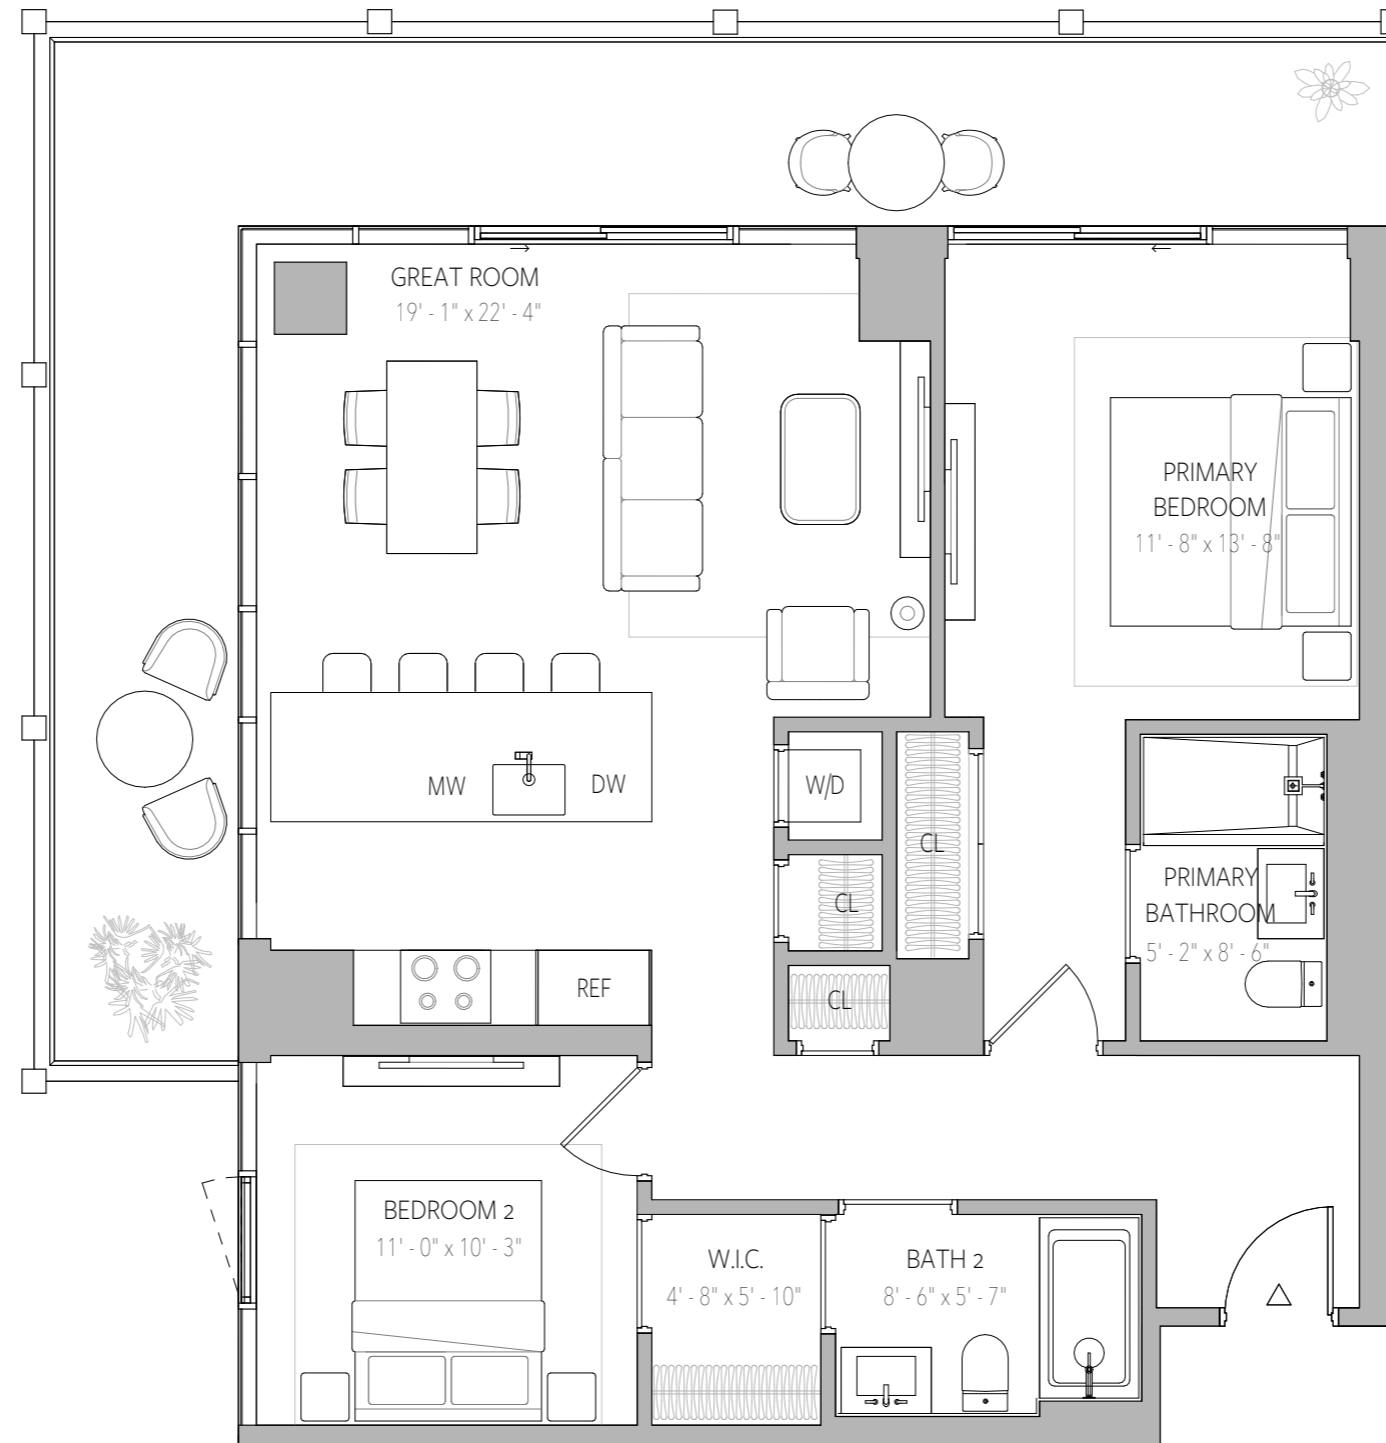 GREAT ROOM
19' - 1" x 22' - 4"
PRIMARY
BEDROOM
11' - 8" x 13' - 8"
MW
DW
W/D
CL
CL
CL
PRIMARY
BATHROOM
5' - 2" x 8' - 6"
REF
BEDROOM 2
11' - 0" x 10' - 3"
W.I.C.
4' - 8" x 5' - 10"
BATH 2
8' - 6" x 5' - 7"